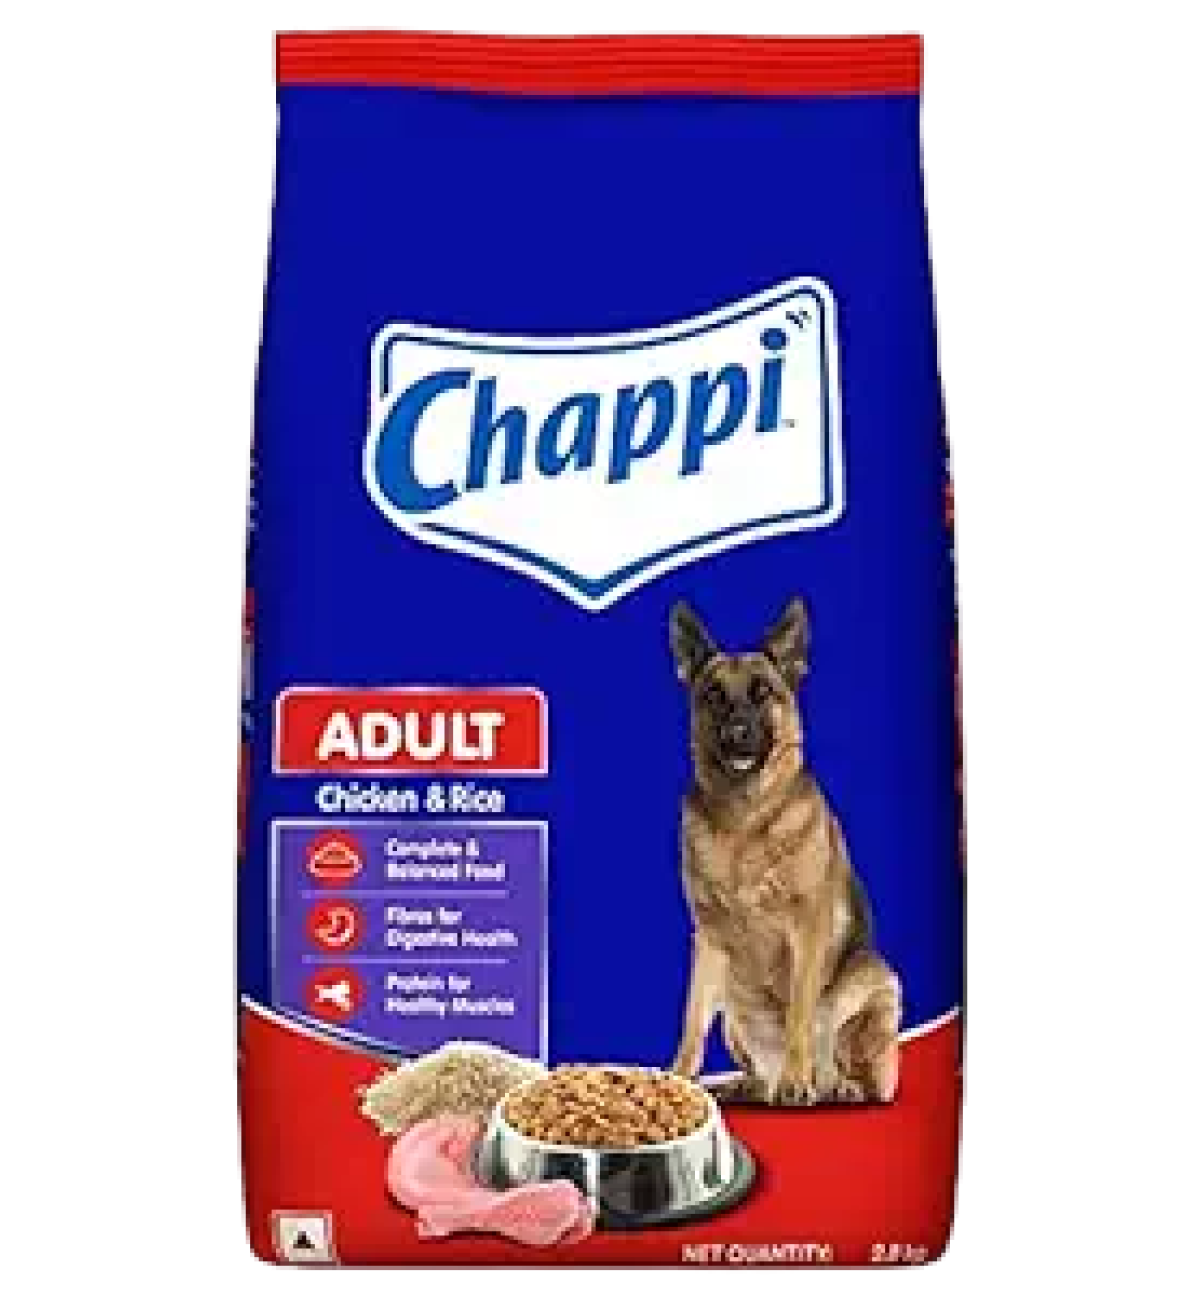 Chappi
ADULT
Chicken & Rice
Complete &
Balanced Food
Fibres for
Digestive Health
Protein for
Healthy Muscles
NET QUANTITY: